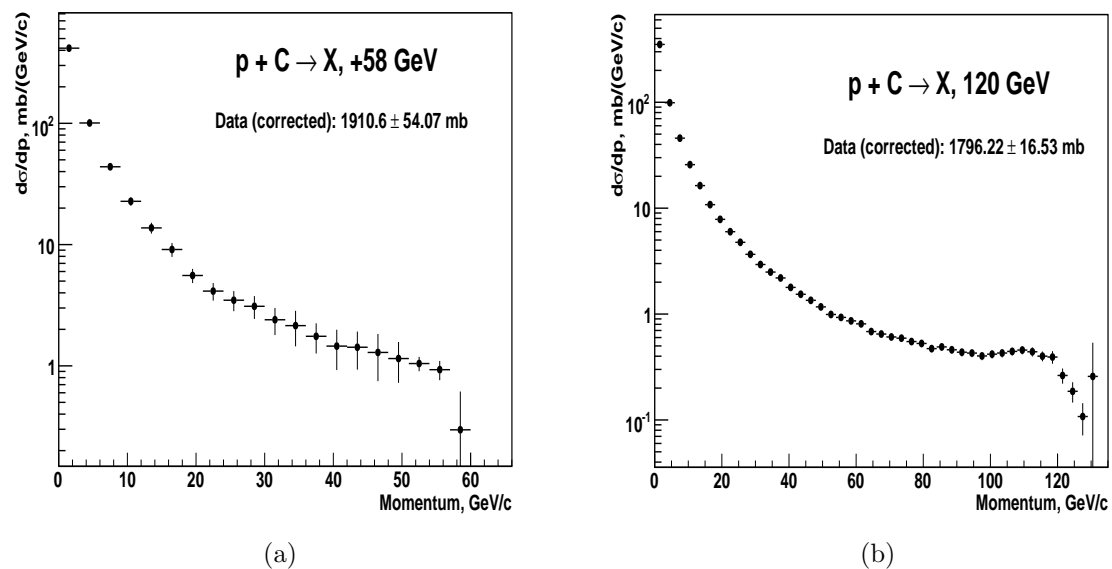 dσ/dp, mb/(GeV/c)
p + C → X, +58 GeV
Data (corrected): 1910.6 ± 54.07 mb
10²
10
1
0 10 20 30 40 50 60
Momentum, GeV/c
(a)
dσ/dp, mb/(GeV/c)
p + C → X, 120 GeV
Data (corrected): 1796.22 ± 16.53 mb
10²
10
1
10⁻¹
0 20 40 60 80 100 120
Momentum, GeV/c
(b)